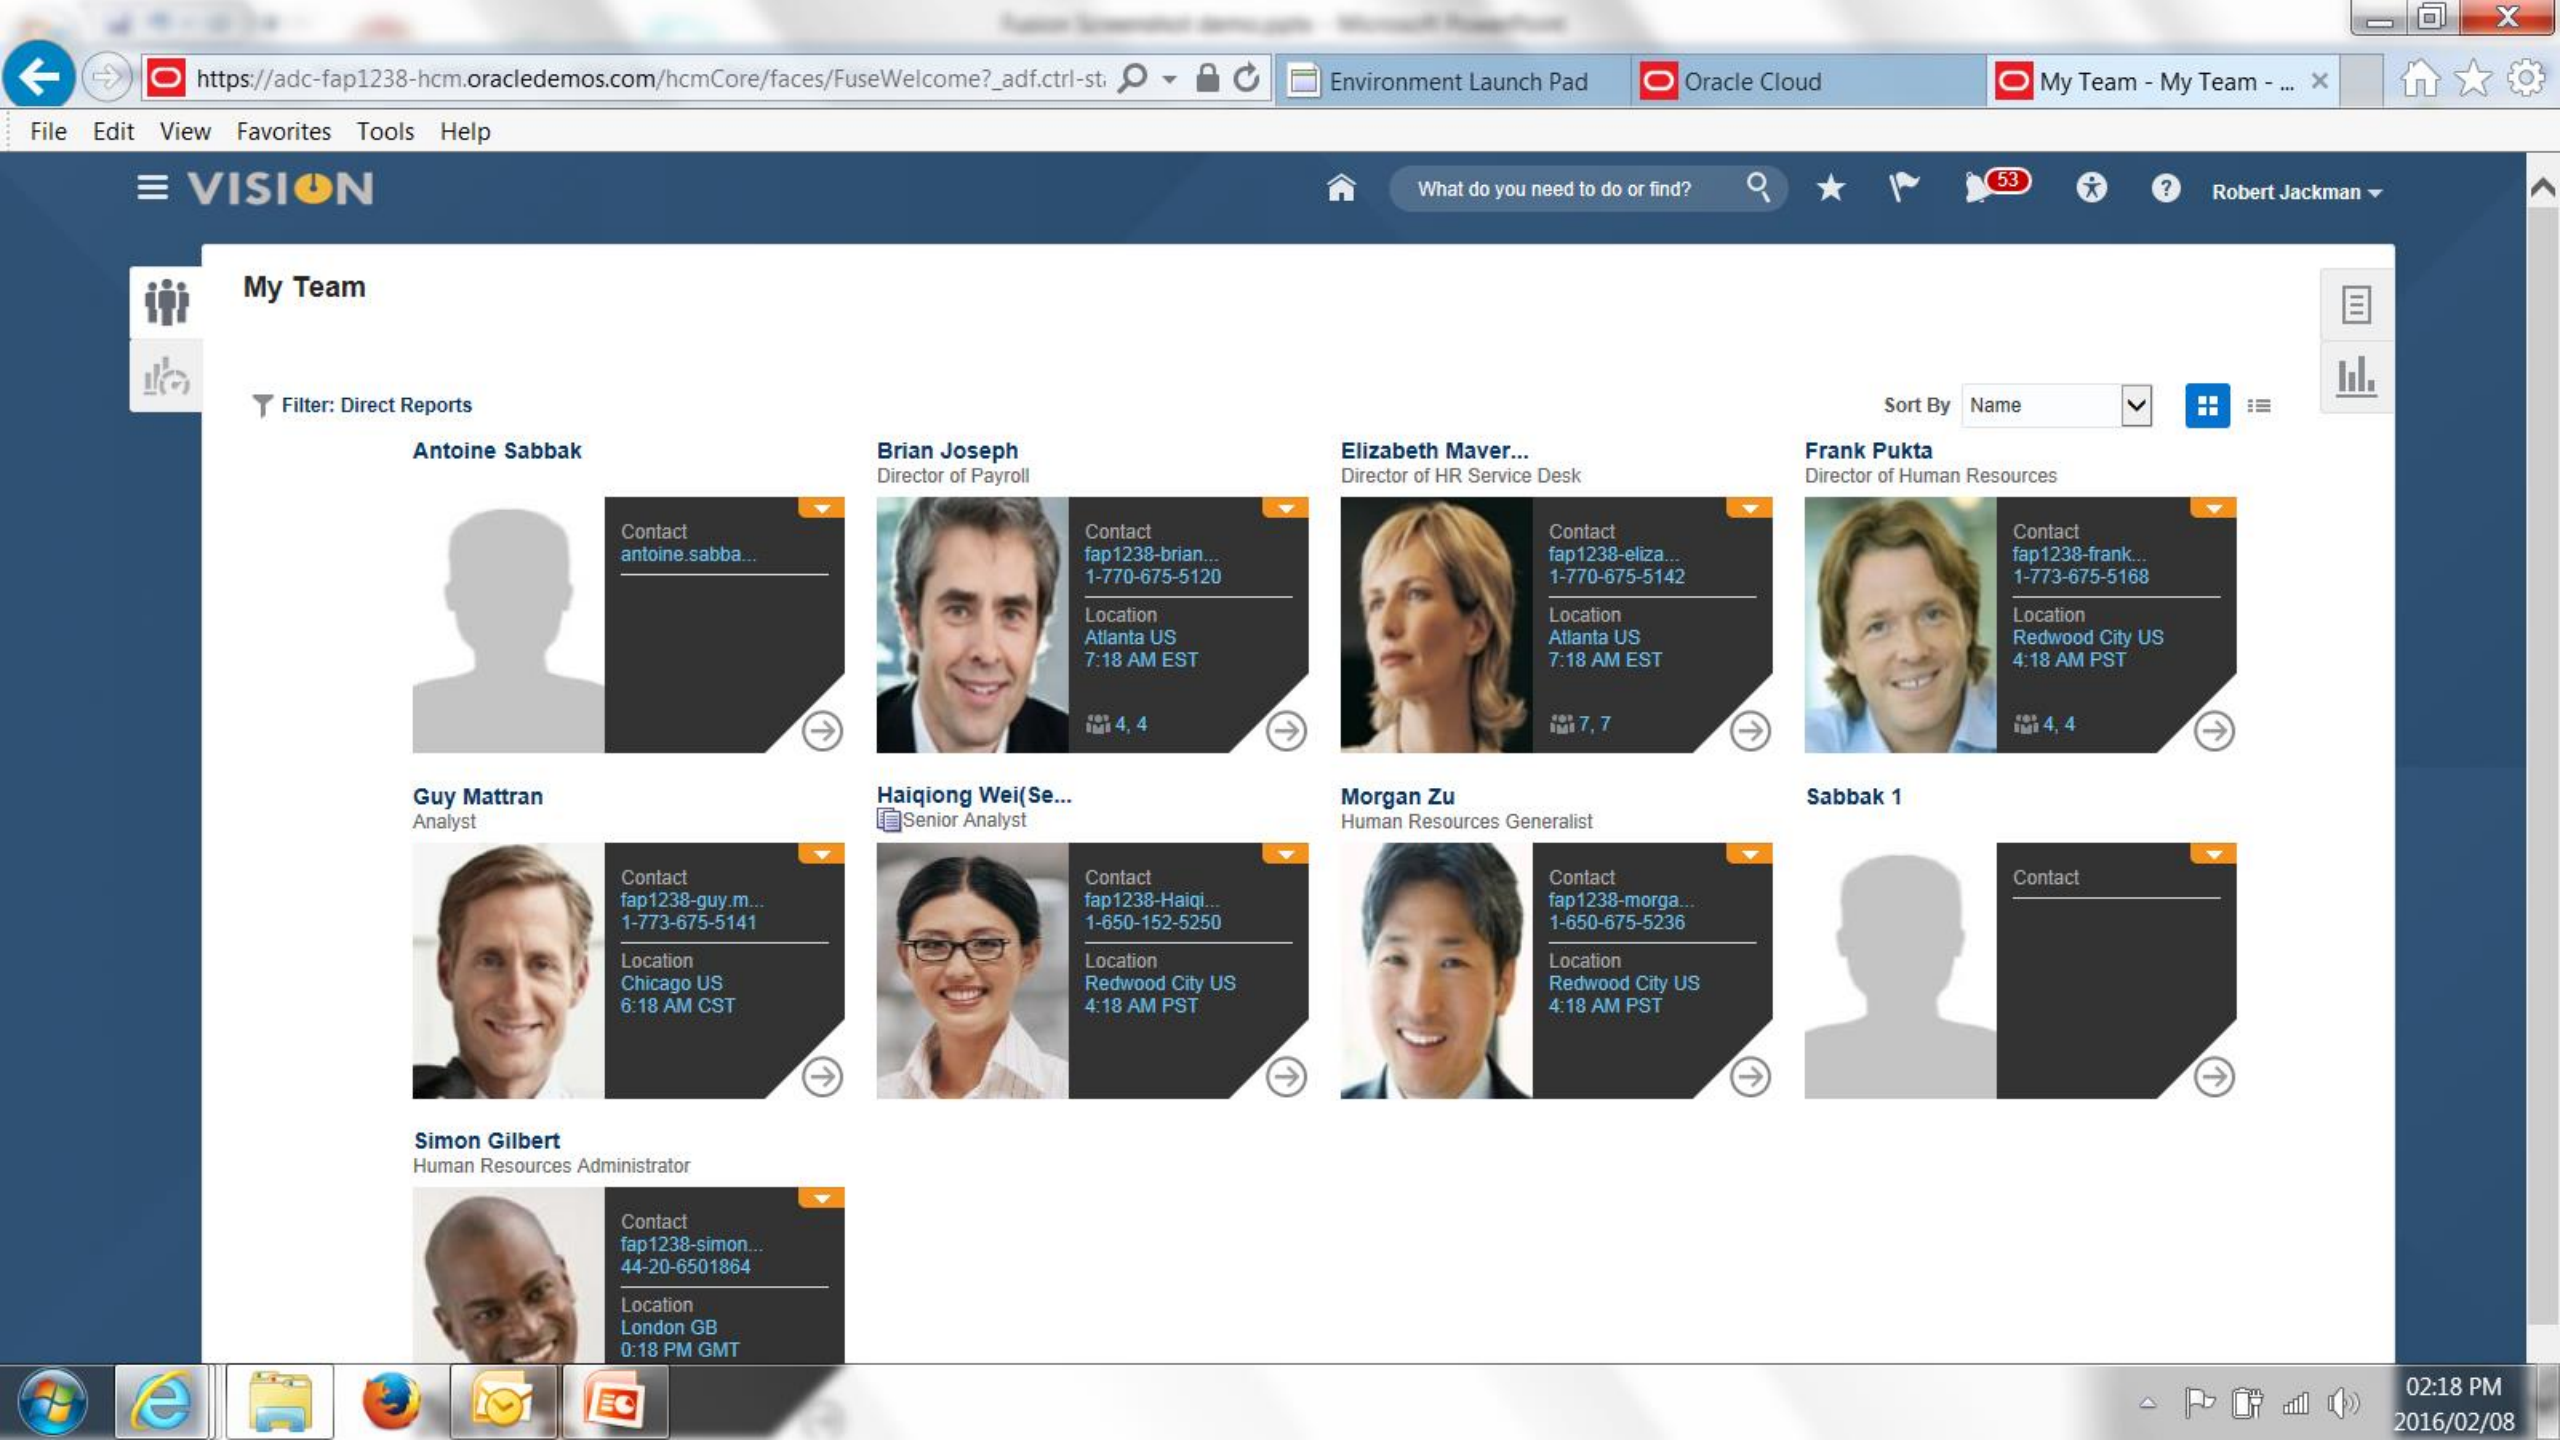 https://adc-fap1238-hcm.oracledemos.com/hcmCore/faces/FuseWelcome?_adf.ctrl-st
Environment Launch Pad
Oracle Cloud
My Team - My Team - ...
File Edit View Favorites Tools Help
VISION
What do you need to do or find?
53
Robert Jackman
My Team
Filter: Direct Reports
Sort By Name
Antoine Sabbak
Contact
antoine.sabba...
Brian Joseph
Director of Payroll
Contact
fap1238-brian...
1-770-675-5120
Location
Atlanta US
7:18 AM EST
4, 4
Elizabeth Maver...
Director of HR Service Desk
Contact
fap1238-eliza...
1-770-675-5142
Location
Atlanta US
7:18 AM EST
7, 7
Frank Pukta
Director of Human Resources
Contact
fap1238-frank...
1-773-675-5168
Location
Redwood City US
4:18 AM PST
4, 4
Guy Mattran
Analyst
Contact
fap1238-guy.m...
1-773-675-5141
Location
Chicago US
6:18 AM CST
Haiqiong Wei(Se...
Senior Analyst
Contact
fap1238-Haiqi...
1-650-152-5250
Location
Redwood City US
4:18 AM PST
Morgan Zu
Human Resources Generalist
Contact
fap1238-morga...
1-650-675-5236
Location
Redwood City US
4:18 AM PST
Sabbak 1
Contact
Simon Gilbert
Human Resources Administrator
Contact
fap1238-simon...
44-20-6501864
Location
London GB
0:18 PM GMT
02:18 PM
2016/02/08